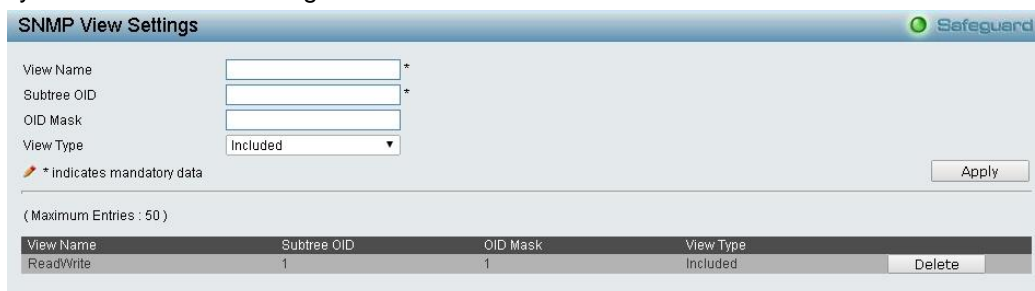 SNMP View Settings
Safeguard
View Name *
Subtree OID *
OID Mask
View Type Included
* indicates mandatory data
Apply
( Maximum Entries : 50 )
View Name Subtree OID OID Mask View Type
ReadWrite 1 1 Included Delete